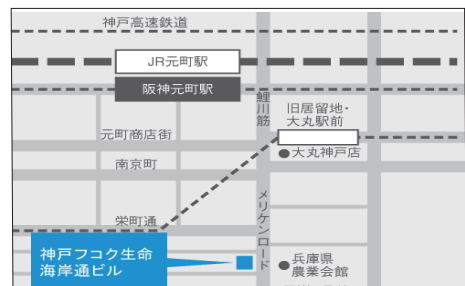 神戸高速鉄道
JR元町駅
阪神元町駅
鯉川筋
旧居留地・
大丸駅前
元町商店街
大丸神戸店
南京町
メリケンロード
栄町通
神戸フコク生命
海岸通ビル
兵庫県
農業会館